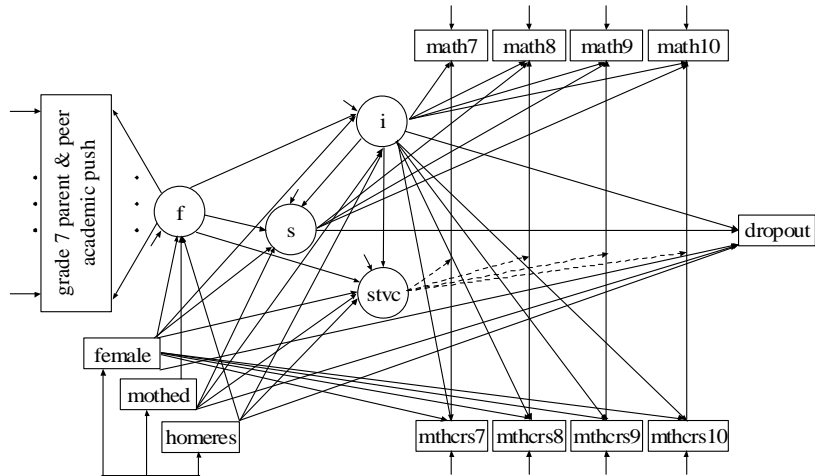 math7 math8 math9 math10
grade 7 parent & peer
academic push
i
f
s
dropout
stvc
female
mothed
homeres
mthcrs7 mthcrs8 mthcrs9 mthcrs10